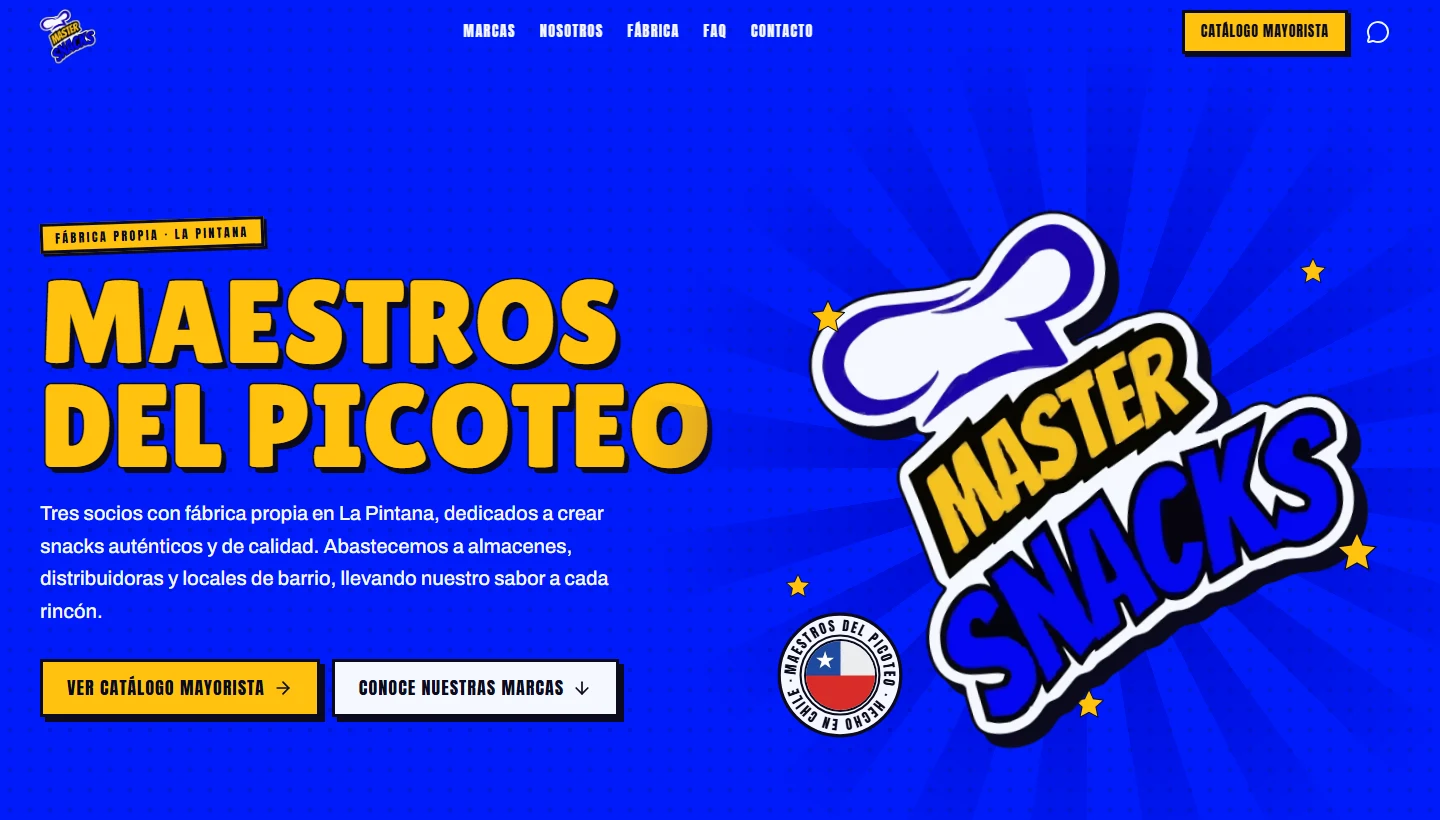 MASTER
SNACKS
MARCAS
NOSOTROS
FÁBRICA
FAQ
CONTACTO
CATÁLOGO MAYORISTA
FÁBRICA PROPIA · LA PINTANA
MAESTROS
DEL PICOTEO
Tres socios con fábrica propia en La Pintana, dedicados a crear
snacks auténticos y de calidad. Abastecemos a almacenes,
distribuidoras y locales de barrio, llevando nuestro sabor a cada
rincón.
VER CATÁLOGO MAYORISTA →
CONOCE NUESTRAS MARCAS ↓
MASTER
SNACKS
MAESTROS DEL PICOTEO · HECHO EN CHILE ·